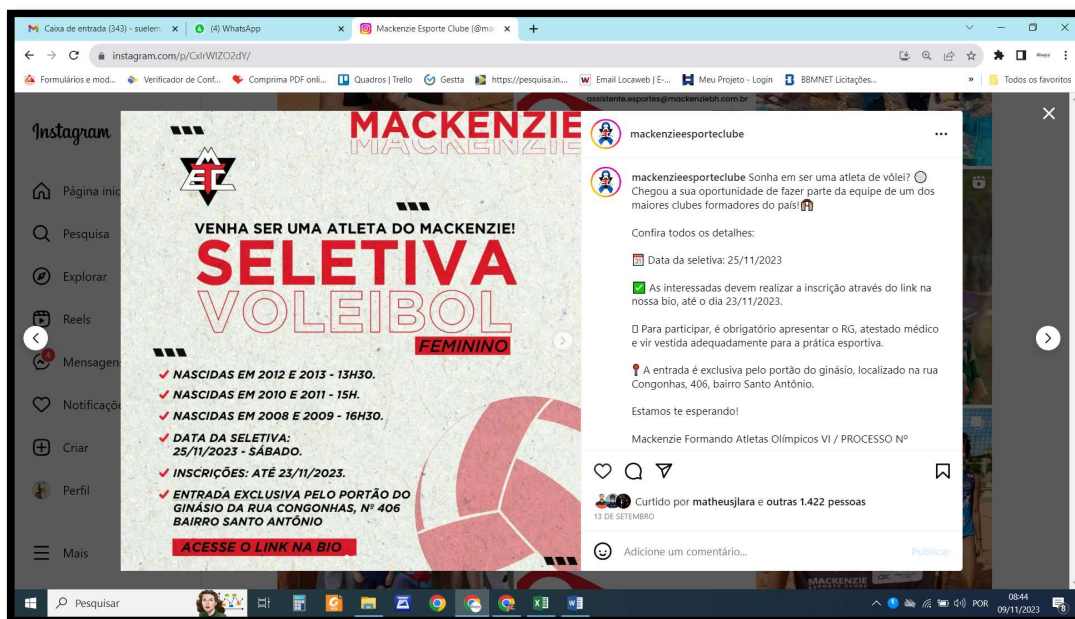 Caixa de entrada (343) - suelem
(4) WhatsApp
Mackenzie Esporte Clube (@ma
instagram.com/p/CxIrWIZO2dY/
Formulários e mod...
Verificador de Conf...
Comprima PDF onli...
Quadros | Trello
Gestta
https://pesquisa.in....
Email Locaweb | E-...
Meu Projeto - Login
BBMNET Licitações...
»
Todos os favoritos
assistente.esportes@mackenziebh.com.br
Instagram
Página inic
Pesquisa
Explorar
Reels
4
Mensagen
Notificaçõe
Criar
Perfil
Mais
MACKENZIE
MACKENZIE
VENHA SER UMA ATLETA DO MACKENZIE!
SELETIVA
VOLEIBOL
FEMININO
NASCIDAS EM 2012 E 2013 - 13H30.
NASCIDAS EM 2010 E 2011 - 15H.
NASCIDAS EM 2008 E 2009 - 16H30.
DATA DA SELETIVA:
25/11/2023 - SÁBADO.
INSCRIÇÕES: ATÉ 23/11/2023.
ENTRADA EXCLUSIVA PELO PORTÃO DO
GINÁSIO DA RUA CONGONHAS, Nº 406
BAIRRO SANTO ANTÔNIO
ACESSE O LINK NA BIO
mackenzieesporteclube
mackenzieesporteclube Sonha em ser uma atleta de vôlei?
Chegou a sua oportunidade de fazer parte da equipe de um dos
maiores clubes formadores do país!
Confira todos os detalhes:
Data da seletiva: 25/11/2023
As interessadas devem realizar a inscrição através do link na
nossa bio, até o dia 23/11/2023.
Para participar, é obrigatório apresentar o RG, atestado médico
e vir vestida adequadamente para a prática esportiva.
A entrada é exclusiva pelo portão do ginásio, localizado na rua
Congonhas, 406, bairro Santo Antônio.
Estamos te esperando!
Mackenzie Formando Atletas Olímpicos VI / PROCESSO Nº
Curtido por matheusjlara e outras 1.422 pessoas
13 DE SETEMBRO
Adicione um comentário...
Publicar
MACKENZIE
ESPORTE CLUBE
cbc
Pesquisar
POR
08:44
09/11/2023
8